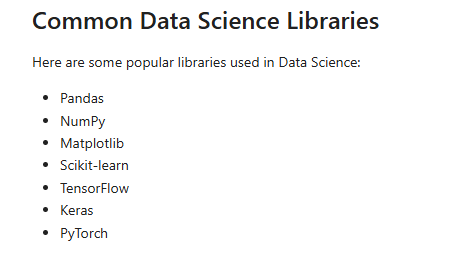 Common Data Science Libraries
Here are some popular libraries used in Data Science:
• Pandas
• NumPy
• Matplotlib
• Scikit-learn
• TensorFlow
• Keras
• PyTorch